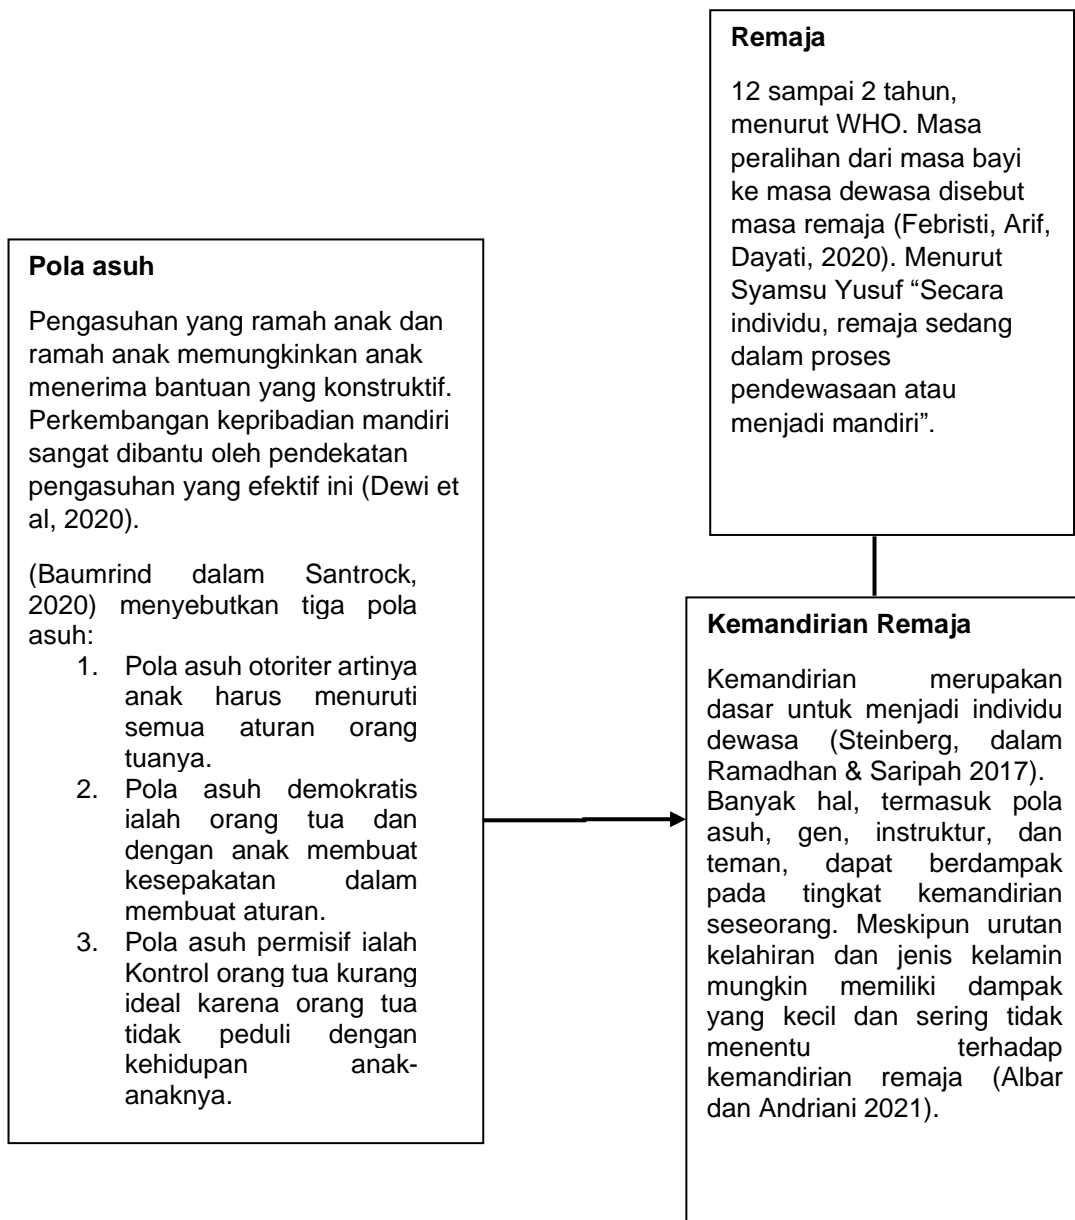 Remaja
12 sampai 2 tahun,
menurut WHO. Masa
peralihan dari masa bayi
ke masa dewasa disebut
masa remaja (Febristi, Arif,
Dayati, 2020). Menurut
Syamsu Yusuf “Secara
individu, remaja sedang
dalam proses
pendewasaan atau
menjadi mandiri”.
Pola asuh
Pengasuhan yang ramah anak dan
ramah anak memungkinkan anak
menerima bantuan yang konstruktif.
Perkembangan kepribadian mandiri
sangat dibantu oleh pendekatan
pengasuhan yang efektif ini (Dewi et
al, 2020).
(Baumrind dalam Santrock,
2020) menyebutkan tiga pola
asuh:
1. Pola asuh otoriter artinya
anak harus menuruti
semua aturan orang
tuanya.
2. Pola asuh demokratis
ialah orang tua dan
dengan anak membuat
kesepakatan dalam
membuat aturan.
3. Pola asuh permisif ialah
Kontrol orang tua kurang
ideal karena orang tua
tidak peduli dengan
kehidupan anak-
anaknya.
Kemandirian Remaja
Kemandirian merupakan
dasar untuk menjadi individu
dewasa (Steinberg, dalam
Ramadhan & Saripah 2017).
Banyak hal, termasuk pola
asuh, gen, instruktur, dan
teman, dapat berdampak
pada tingkat kemandirian
seseorang. Meskipun urutan
kelahiran dan jenis kelamin
mungkin memiliki dampak
yang kecil dan sering tidak
menentu terhadap
kemandirian remaja (Albar
dan Andriani 2021).